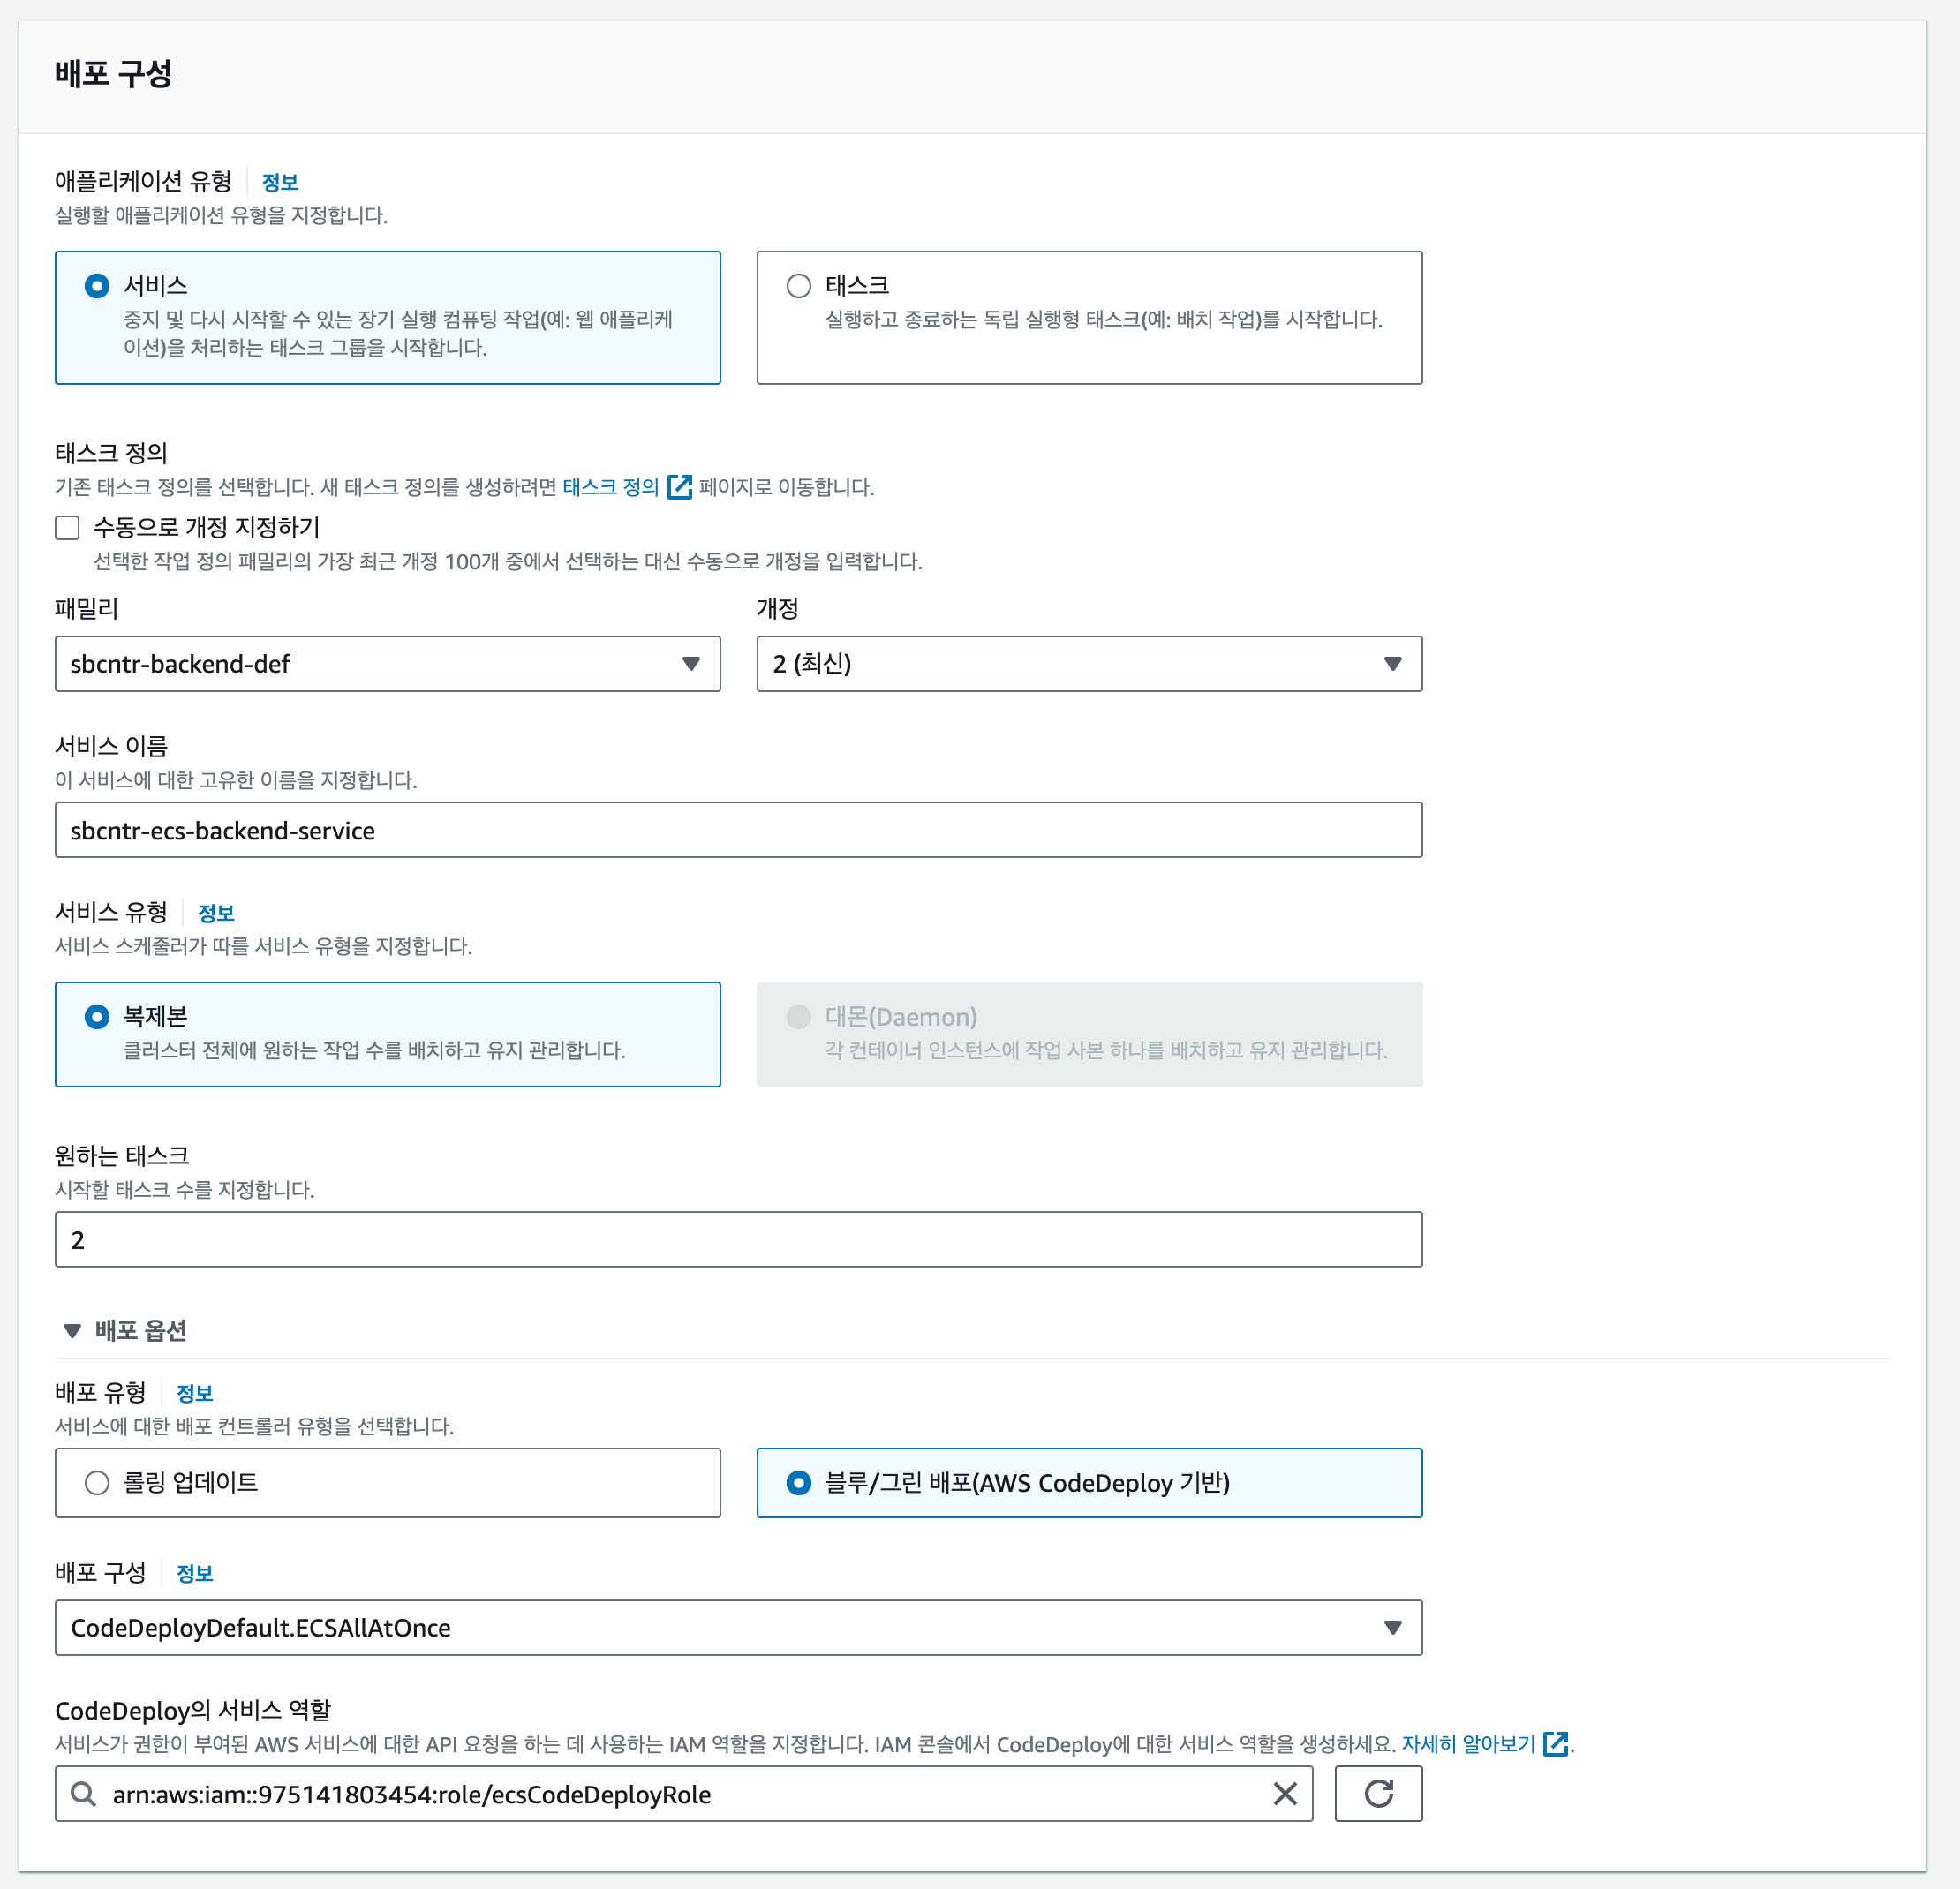 배포 구성
애플리케이션 유형 정보
실행할 애플리케이션 유형을 지정합니다.
서비스
중지 및 다시 시작할 수 있는 장기 실행 컴퓨팅 작업(예: 웹 애플리케
이션)을 처리하는 태스크 그룹을 시작합니다.
태스크
실행하고 종료하는 독립 실행형 태스크(예: 배치 작업)를 시작합니다.
태스크 정의
기존 태스크 정의를 선택합니다. 새 태스크 정의를 생성하려면 태스크 정의 페이지로 이동합니다.
수동으로 개정 지정하기
선택한 작업 정의 패밀리의 가장 최근 개정 100개 중에서 선택하는 대신 수동으로 개정을 입력합니다.
패밀리
sbcntr-backend-def
개정
2 (최신)
서비스 이름
이 서비스에 대한 고유한 이름을 지정합니다.
sbcntr-ecs-backend-service
서비스 유형 정보
서비스 스케줄러가 따를 서비스 유형을 지정합니다.
복제본
클러스터 전체에 원하는 작업 수를 배치하고 유지 관리합니다.
대몬(Daemon)
각 컨테이너 인스턴스에 작업 사본 하나를 배치하고 유지 관리합니다.
원하는 태스크
시작할 태스크 수를 지정합니다.
2
배포 옵션
배포 유형 정보
서비스에 대한 배포 컨트롤러 유형을 선택합니다.
롤링 업데이트
블루/그린 배포(AWS CodeDeploy 기반)
배포 구성 정보
CodeDeployDefault.ECSAllAtOnce
CodeDeploy의 서비스 역할
서비스가 권한이 부여된 AWS 서비스에 대한 API 요청을 하는 데 사용하는 IAM 역할을 지정합니다. IAM 콘솔에서 CodeDeploy에 대한 서비스 역할을 생성하세요. 자세히 알아보기.
arn:aws:iam::975141803454:role/ecsCodeDeployRole